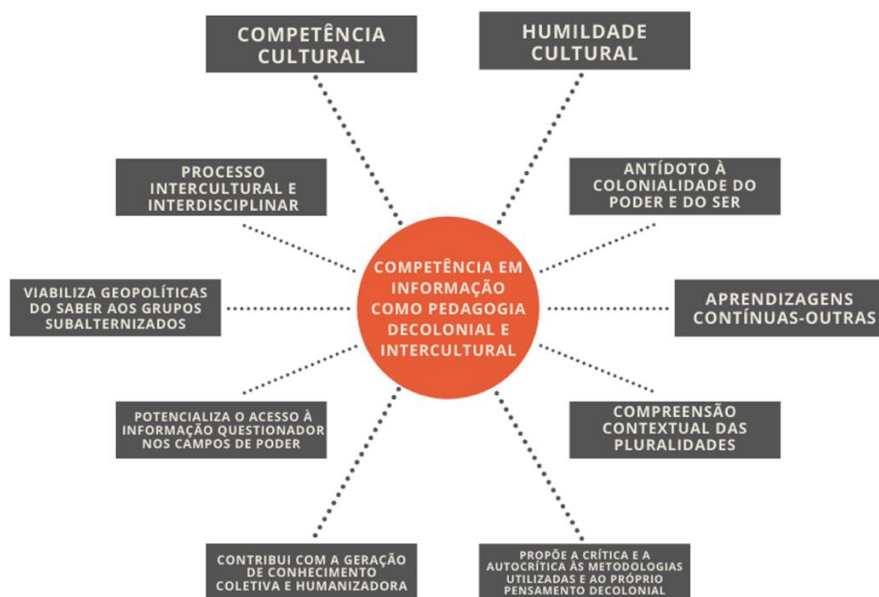 COMPETÊNCIA
CULTURAL
HUMILDADE
CULTURAL
PROCESSO
INTERCULTURAL E
INTERDISCIPLINAR
ANTÍDOTO À
COLONIALIDADE DO
PODER E DO SER
COMPETÊNCIA EM
INFORMAÇÃO
COMO PEDAGOGIA
DECOLONIAL E
INTERCULTURAL
VIABILIZA GEOPOLÍTICAS
DO SABER AOS GRUPOS
SUBALTERNIZADOS
APRENDIZAGENS
CONTÍNUAS-OUTRAS
POTENCIALIZA O ACESSO À
INFORMAÇÃO QUESTIONADOR
NOS CAMPOS DE PODER
COMPREENSÃO
CONTEXTUAL DAS
PLURALIDADES
CONTRIBUI COM A GERAÇÃO
DE CONHECIMENTO
COLETIVA E HUMANIZADORA
PROPÕE A CRÍTICA E A
AUTOCRÍTICA ÀS METODOLOGIAS
UTILIZADAS E AO PRÓPRIO
PENSAMENTO DECOLONIAL